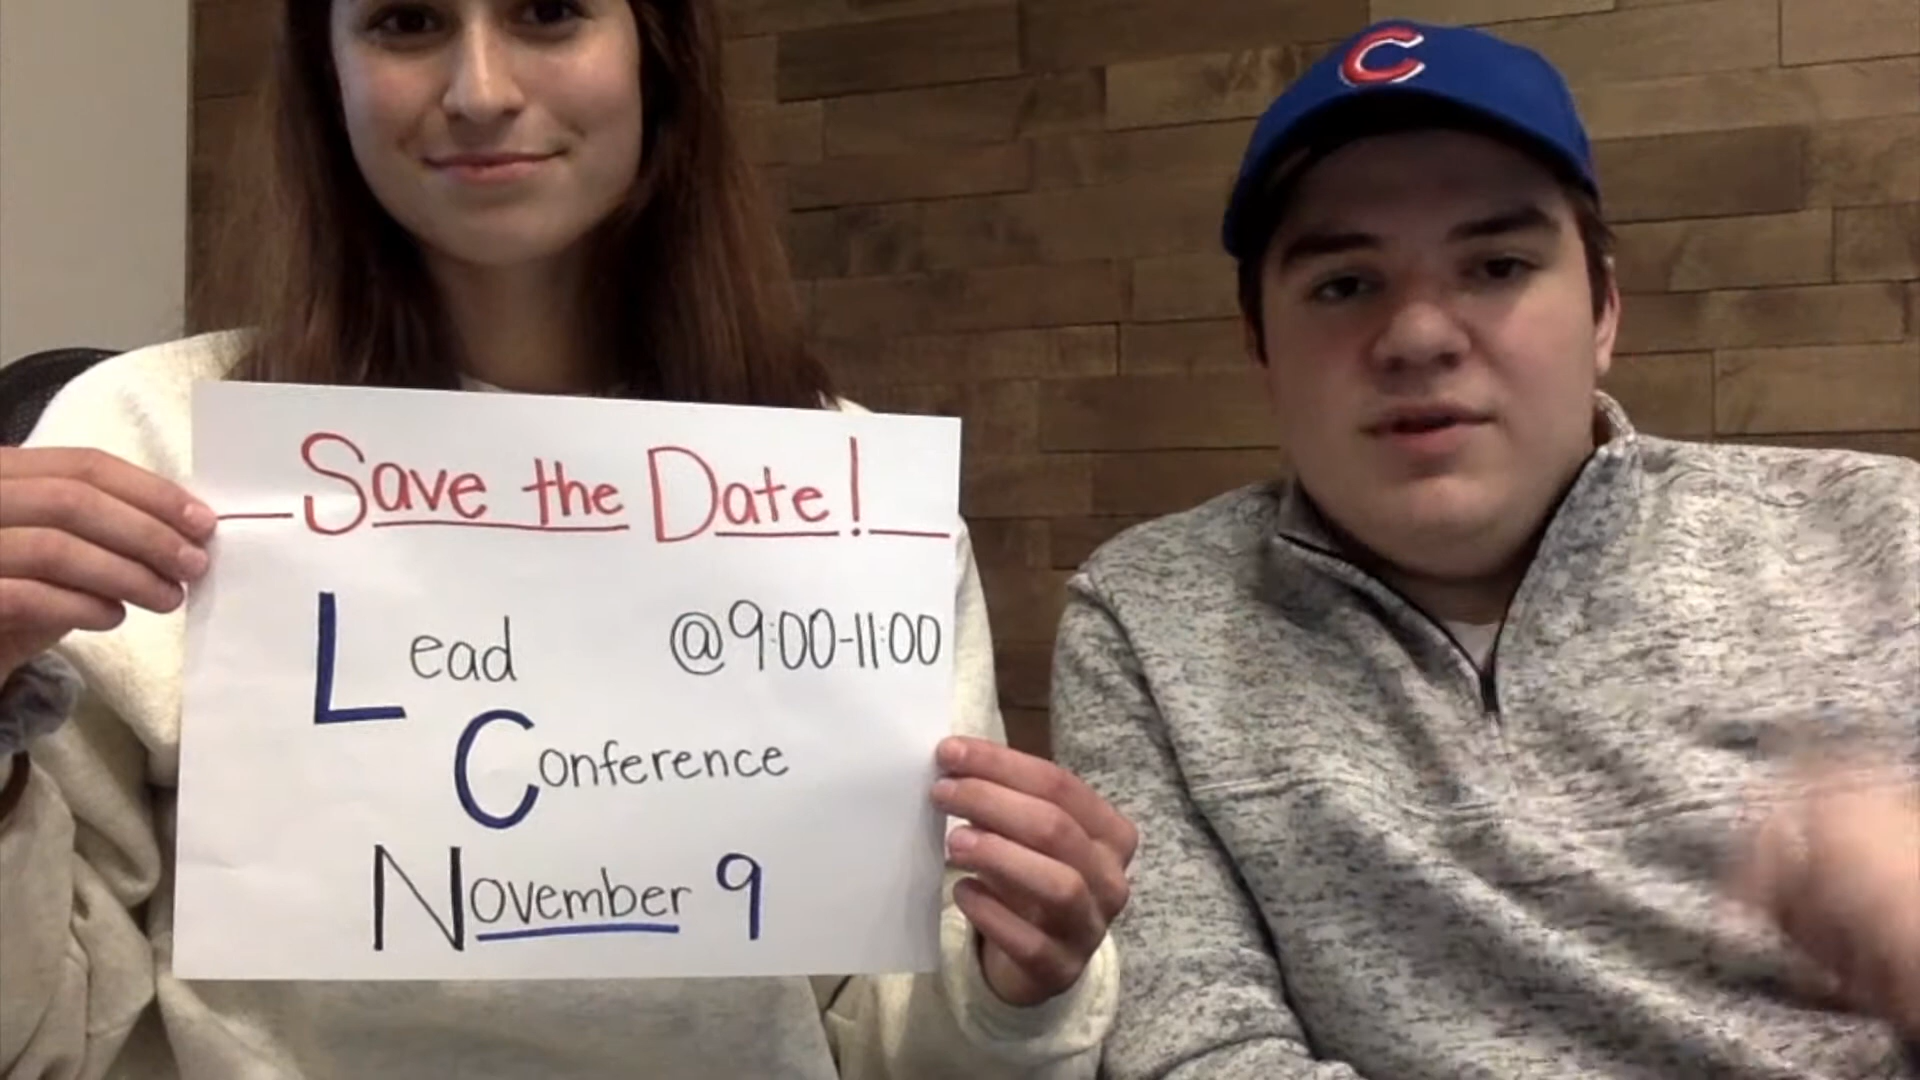 C
Save the Date!
Lead @9:00-11:00
Conference
November 9